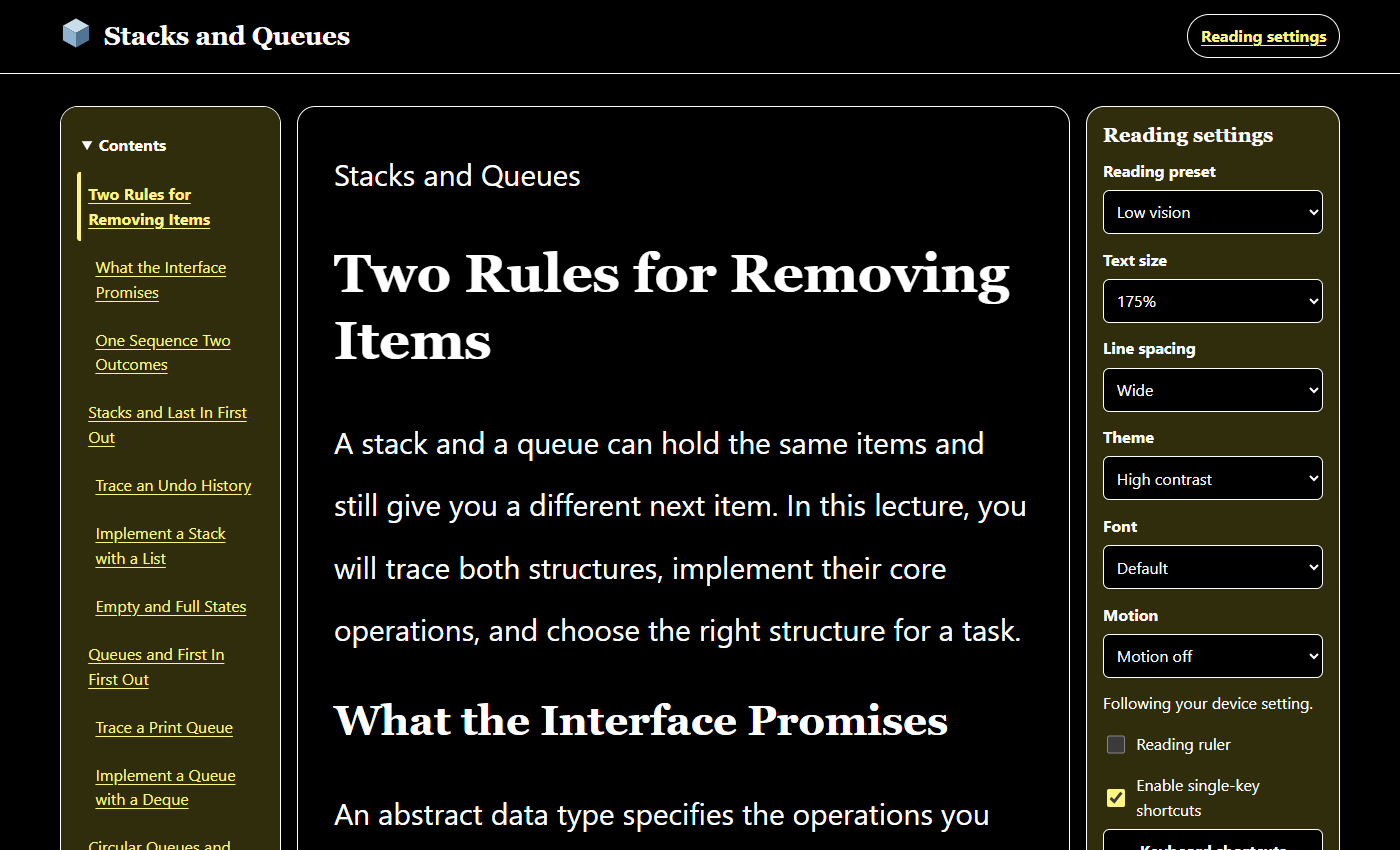 Stacks and Queues
Reading settings
Contents
Two Rules for
Removing Items
What the Interface
Promises
One Sequence Two
Outcomes
Stacks and Last In First
Out
Trace an Undo History
Implement a Stack
with a List
Empty and Full States
Queues and First In
First Out
Trace a Print Queue
Implement a Queue
with a Deque
Circular Queues and
Stacks and Queues
Two Rules for Removing
Items
A stack and a queue can hold the same items and
still give you a different next item. In this lecture, you
will trace both structures, implement their core
operations, and choose the right structure for a task.
What the Interface Promises
An abstract data type specifies the operations you
Reading settings
Reading preset
Low vision
Text size
175%
Line spacing
Wide
Theme
High contrast
Font
Default
Motion
Motion off
Following your device setting.
Reading ruler
Enable single-key
shortcuts
Keyboard shortcuts